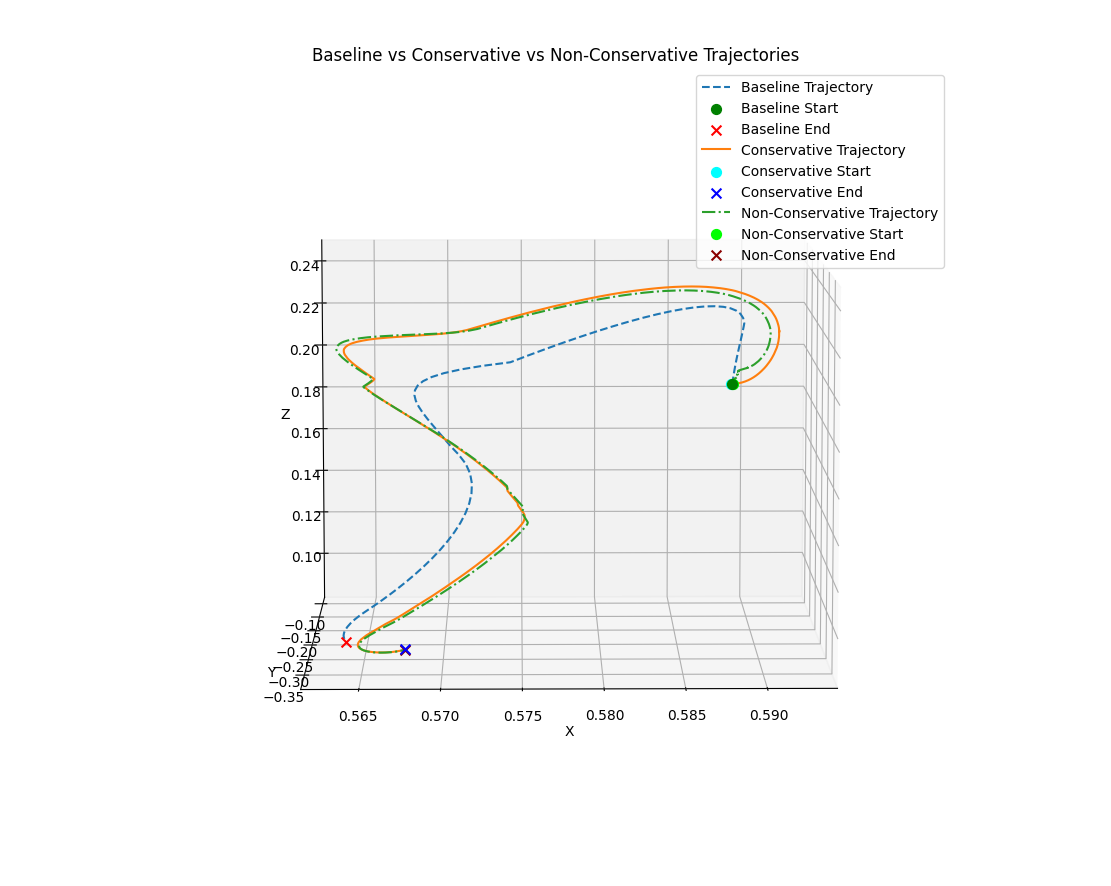 Baseline vs Conservative vs Non-Conservative Trajectories
Baseline Trajectory
Baseline Start
Baseline End
Conservative Trajectory
Conservative Start
Conservative End
Non-Conservative Trajectory
Non-Conservative Start
Non-Conservative End
0.24
0.22
0.20
0.18
Z
0.16
0.14
0.12
0.10
−0.10
−0.15
−0.20
−0.25
Y
−0.30
−0.35
0.565 0.570 0.575 0.580 0.585 0.590
X